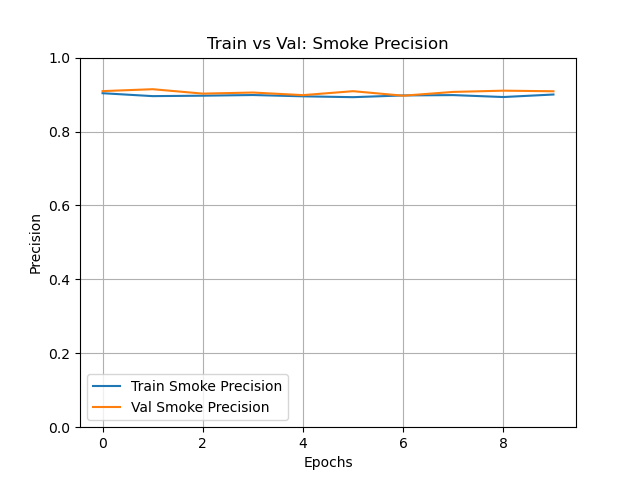 Train vs Val: Smoke Precision
1.0
0.8
0.6
0.4
0.2
0.0
Precision
Train Smoke Precision
Val Smoke Precision
0 2 4 6 8
Epochs